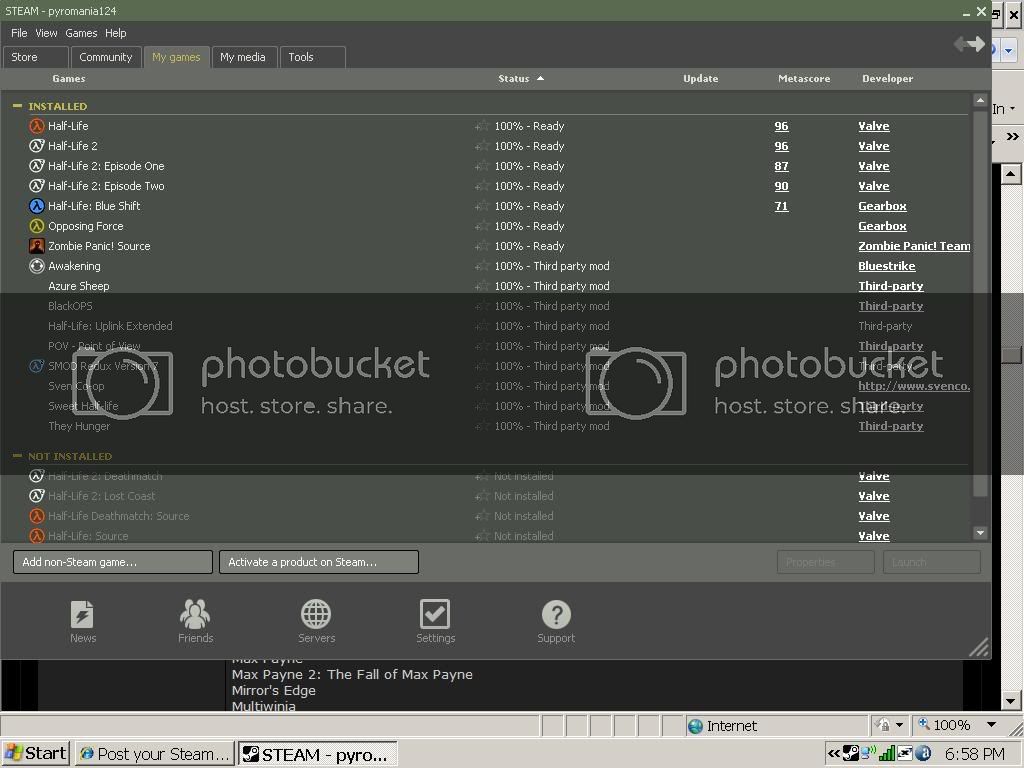 STEAM - pyromania124
File View Games Help
Store Community My games My media Tools
Games Status Update Metascore Developer
INSTALLED
Half-Life 100% - Ready 96 Valve
Half-Life 2 100% - Ready 96 Valve
Half-Life 2: Episode One 100% - Ready 87 Valve
Half-Life 2: Episode Two 100% - Ready 90 Valve
Half-Life: Blue Shift 100% - Ready 71 Gearbox
Opposing Force 100% - Ready Gearbox
Zombie Panic! Source 100% - Ready Zombie Panic! Team
Awakening 100% - Third party mod Bluestrike
Azure Sheep 100% - Third party mod Third-party
BlackOPS 100% - Third party mod Third-party
Half-Life: Uplink Extended 100% - Third party mod Third-party
POV - Point of View 100% - Third party mod Third-party
SMOD Redux Version 7 100% - Third party mod Third-party
Sven Co-op 100% - Third party mod http://www.svenco.
Sweet Half-life 100% - Third party mod Third-party
They Hunger 100% - Third party mod Third-party
photobucket photobucket
host. store. share. host. store. share.
NOT INSTALLED
Half-Life 2: Deathmatch Not installed Valve
Half-Life 2: Lost Coast Not installed Valve
Half-Life Deathmatch: Source Not installed Valve
Half-Life: Source Not installed Valve
Add non-Steam game... Activate a product on Steam... Properties Launch
News Friends Servers Settings Support
Max Payne
Max Payne 2: The Fall of Max Payne
Mirror's Edge
Multiwinia
Internet 100%
Start Post your Steam ... STEAM - pyro... 6:58 PM